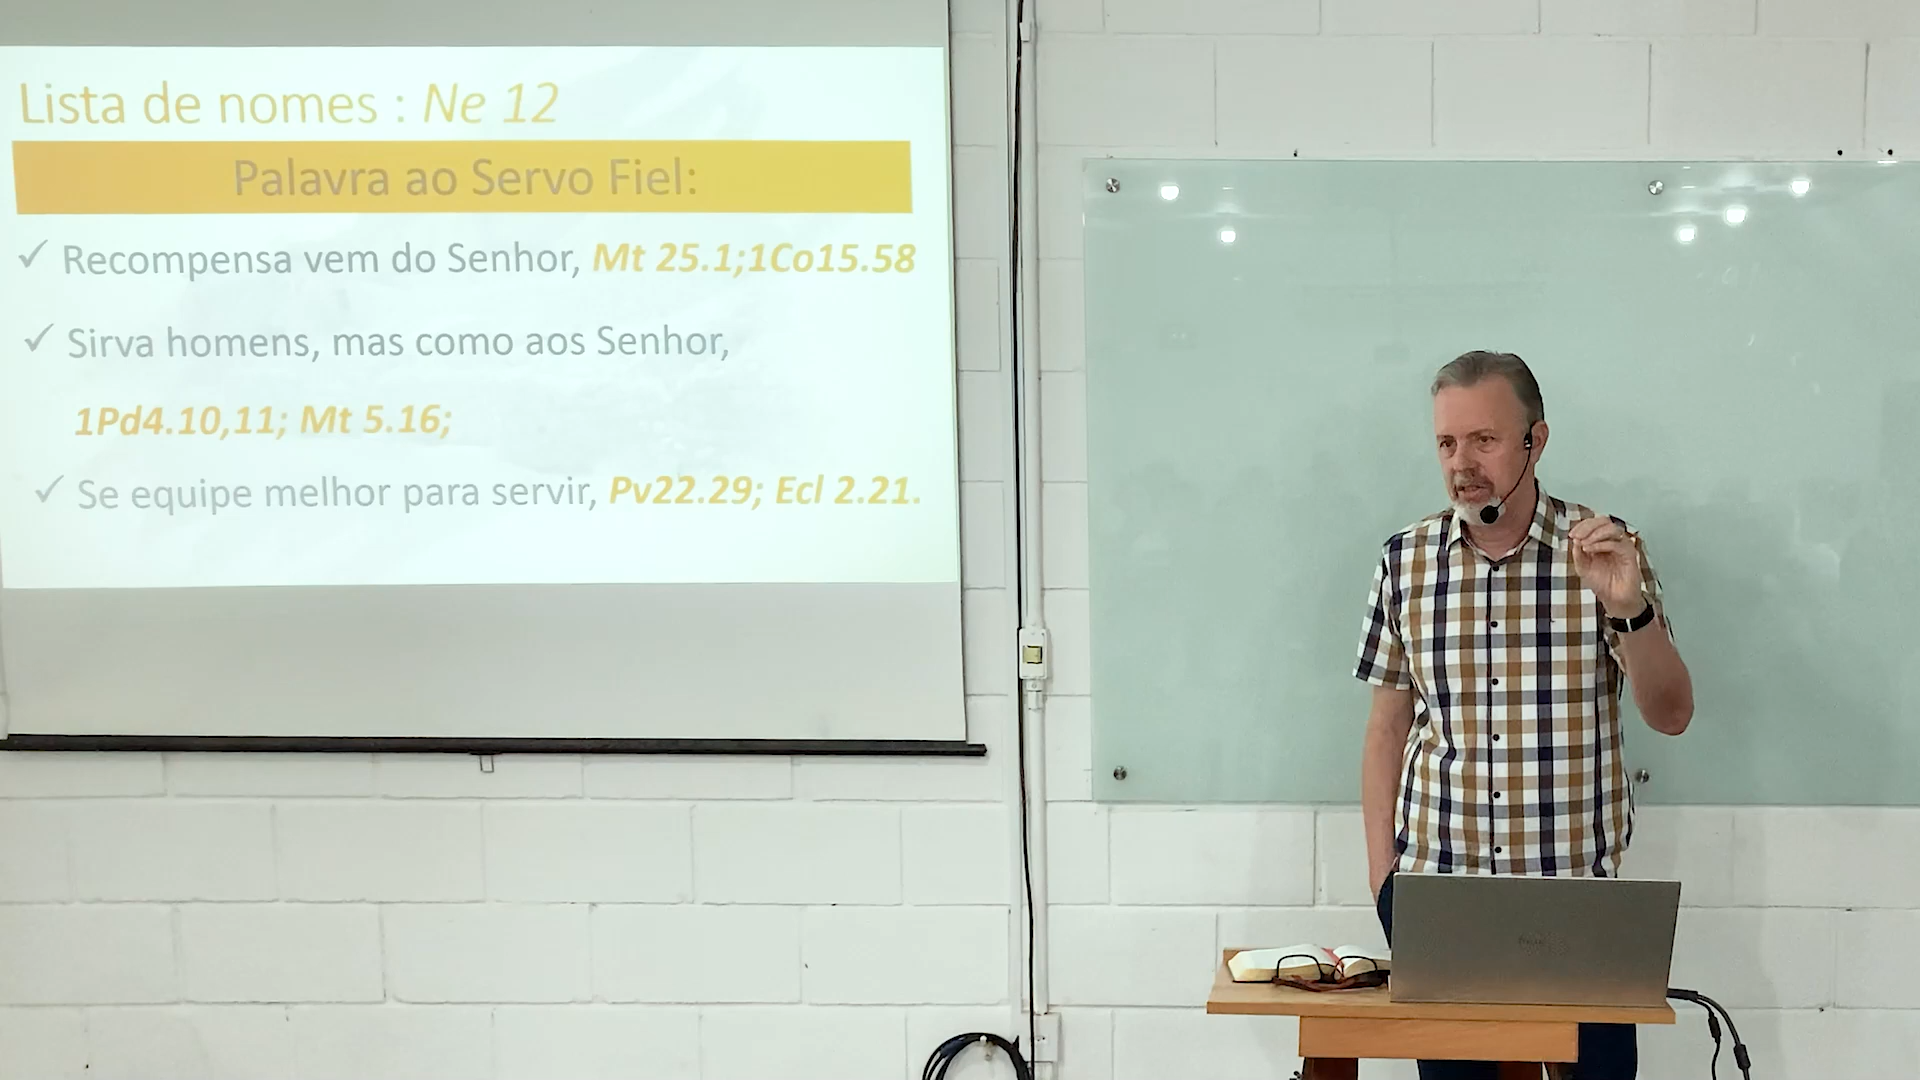 Lista de nomes : Ne 12
Palavra ao Servo Fiel:
✓ Recompensa vem do Senhor, Mt 25.1;1Co15.58
✓ Sirva homens, mas como aos Senhor,
1Pd4.10,11; Mt 5.16;
✓ Se equipe melhor para servir, Pv22.29; Ecl 2.21.